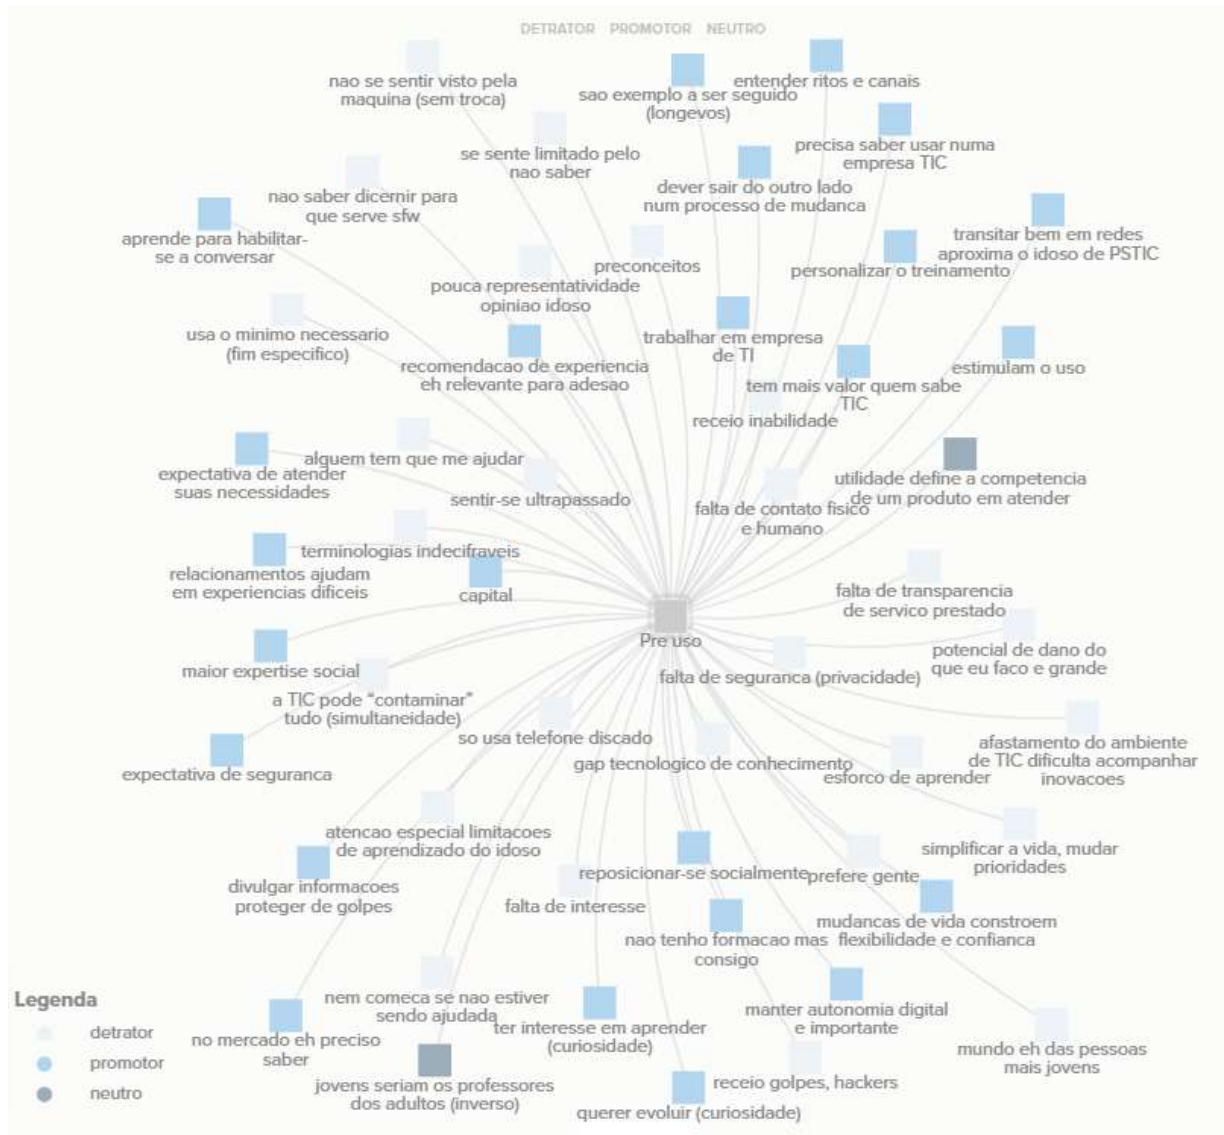 DETRATOR PROMOTOR NEUTRO
nao se sentir visto pela
maquina (sem troca)
sao exemplo a ser seguido
(longevos)
entender ritos e canais
se sente limitado pelo
nao saber
precisa saber usar numa
empresa TIC
dever sair do outro lado
num processo de mudanca
nao saber dicernir para
que serve sfw
aprende para habilitar-
se a conversar
transitar bem em redes
aproxima o idoso de PSTIC
preconceitos
personalizar o treinamento
pouca representatividade
opiniao idoso
usa o minimo necessario
(fim especifico)
trabalhar em empresa
de TI
recomendacao de experiencia
eh relevante para adesao
estimulam o uso
tem mais valor quem sabe
TIC
receio inabilidade
alguem tem que me ajudar
expectativa de atender
suas necessidades
sentir-se ultrapassado
utilidade define a competencia
de um produto em atender
falta de contato fisico
e humano
terminologias indecifraveis
relacionamentos ajudam
em experiencias dificeis
capital
falta de transparencia
de servico prestado
Pre uso
potencial de dano do
que eu faco e grande
maior expertise social
falta de seguranca (privacidade)
a TIC pode “contaminar”
tudo (simultaneidade)
so usa telefone discado
afastamento do ambiente
de TIC dificulta acompanhar
inovacoes
gap tecnologico de conhecimento
expectativa de seguranca
esforco de aprender
atencao especial limitacoes
de aprendizado do idoso
simplificar a vida, mudar
prioridades
reposicionar-se socialmente
prefere gente
divulgar informacoes
proteger de golpes
falta de interesse
mudancas de vida constroem
flexibilidade e confianca
nao tenho formacao mas
consigo
nem comeca se nao estiver
sendo ajudada
manter autonomia digital
e importante
ter interesse em aprender
(curiosidade)
no mercado eh preciso
saber
mundo eh das pessoas
mais jovens
jovens seriam os professores
dos adultos (inverso)
receio golpes, hackers
querer evoluir (curiosidade)
Legenda
detrator
promotor
neutro